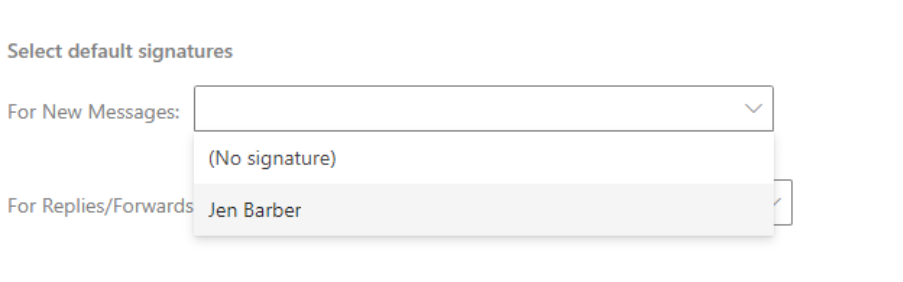 Select default signatures
For New Messages:
(No signature)
For Replies/Forwards
Jen Barber